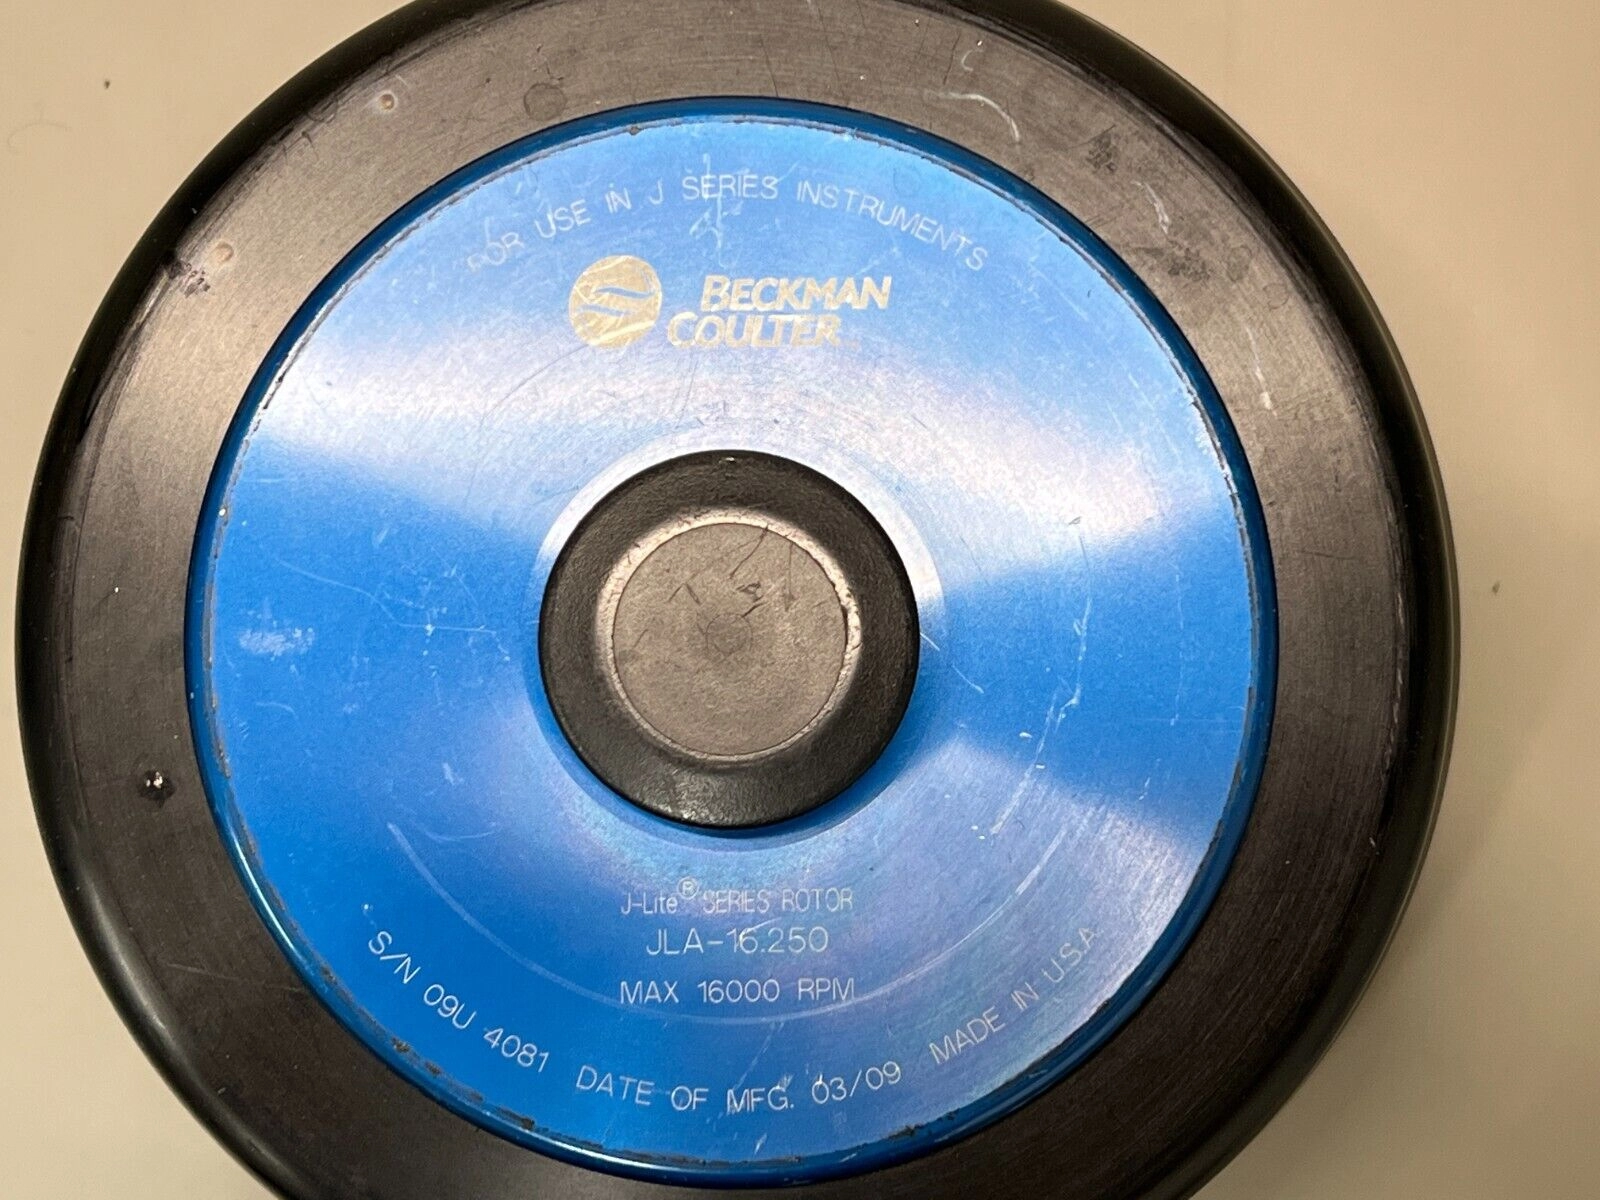 FOR USE IN J SERIES INSTRUMENTS
BECKMAN
COULTER
J-Lite® SERIES ROTOR
JLA-16.250
MAX 16000 RPM
S/N 09U 4081 DATE OF MFG. 03/09 MADE IN U.S.A.